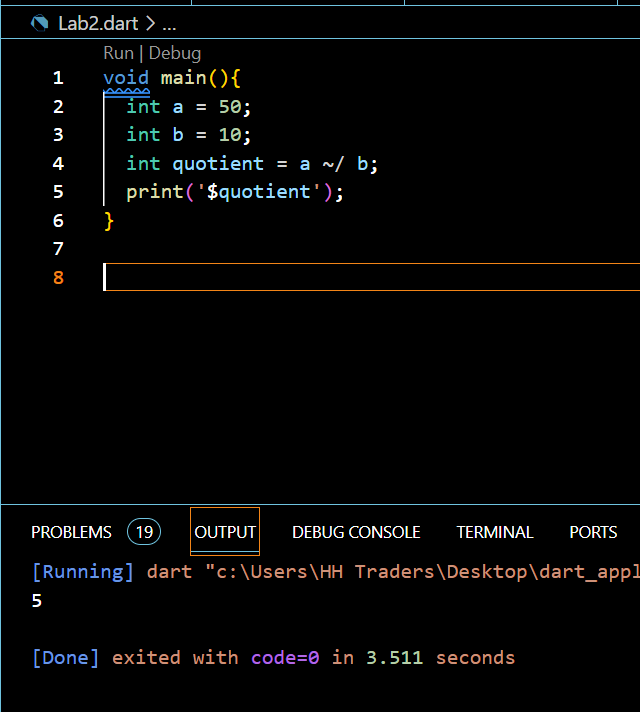 Lab2.dart > ...
Run | Debug
1 void main(){
2   int a = 50;
3   int b = 10;
4   int quotient = a ~/ b;
5   print('$quotient');
6 }
7
8
PROBLEMS 19 OUTPUT DEBUG CONSOLE TERMINAL PORTS
[Running] dart "c:\Users\HH Traders\Desktop\dart_appl
5
[Done] exited with code=0 in 3.511 seconds